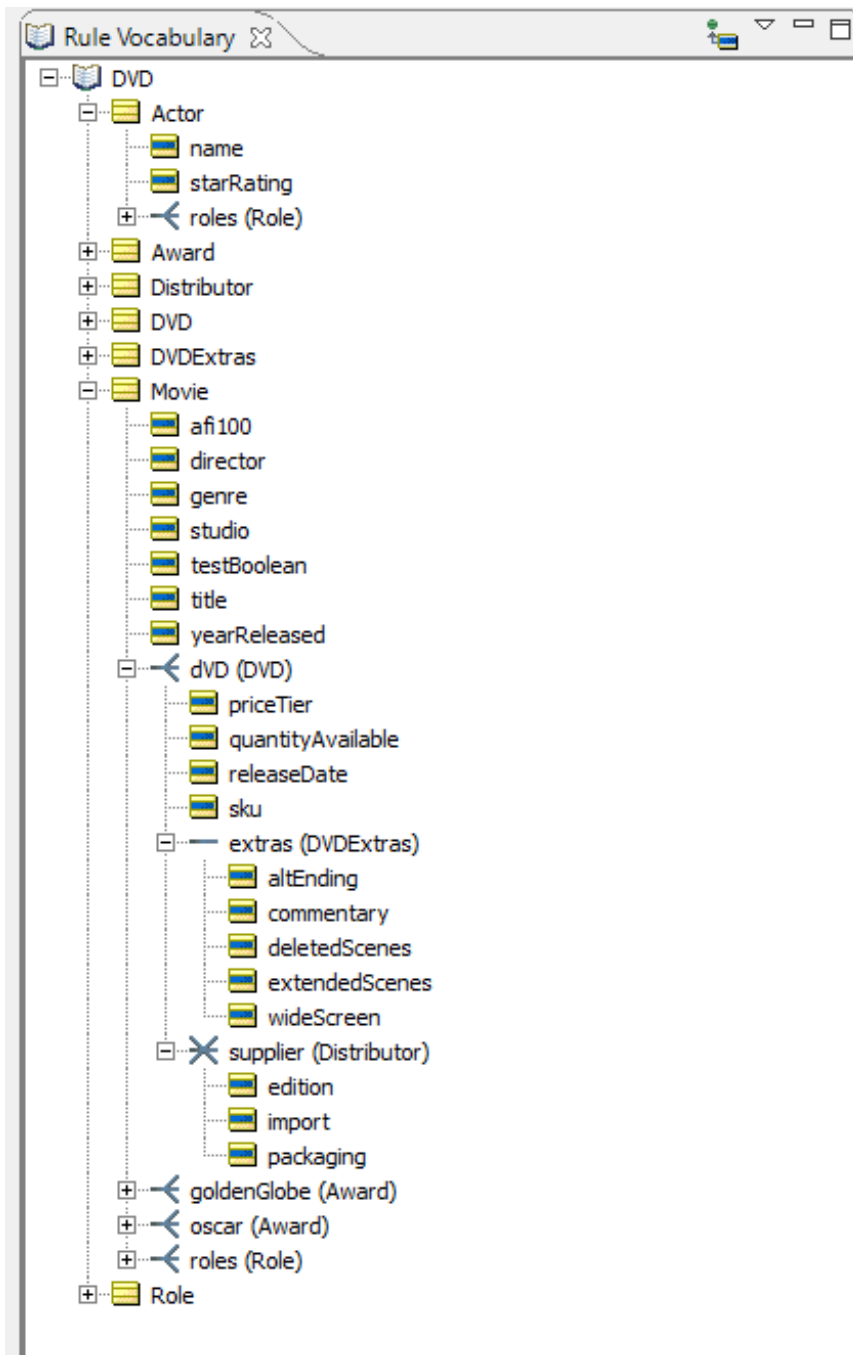 Rule Vocabulary
DVD
Actor
name
starRating
roles (Role)
Award
Distributor
DVD
DVDExtras
Movie
afi100
director
genre
studio
testBoolean
title
yearReleased
dVD (DVD)
priceTier
quantityAvailable
releaseDate
sku
extras (DVDExtras)
altEnding
commentary
deletedScenes
extendedScenes
wideScreen
supplier (Distributor)
edition
import
packaging
goldenGlobe (Award)
oscar (Award)
roles (Role)
Role